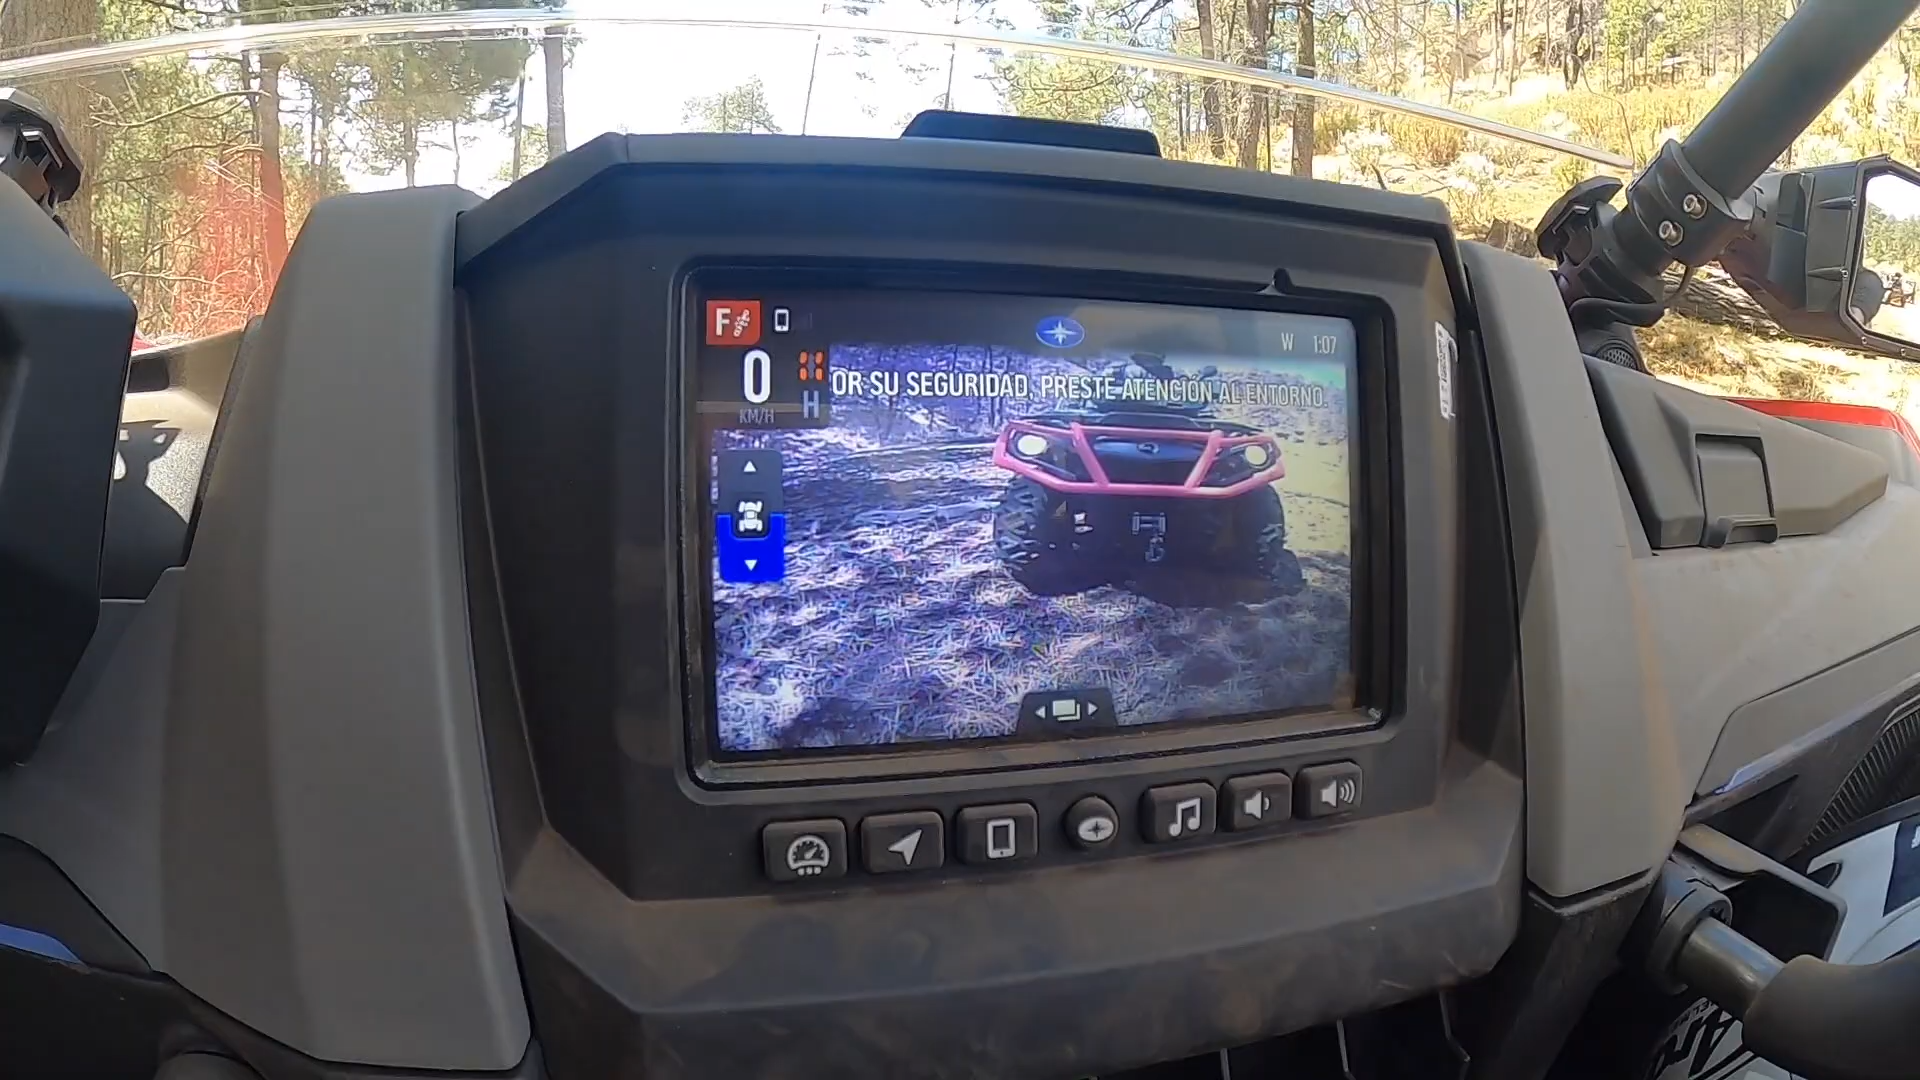 F
W 1:07
0
KM/H
H
OR SU SEGURIDAD, PRESTE ATENCIÓN AL ENTORNO.